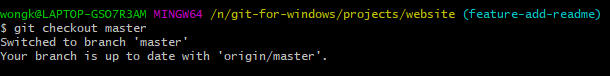 wongk@LAPTOP-GSO7R3AM MINGW64 /n/git-for-windows/projects/website (feature-add-readme)
$ git checkout master
Switched to branch 'master'
Your branch is up to date with 'origin/master'.